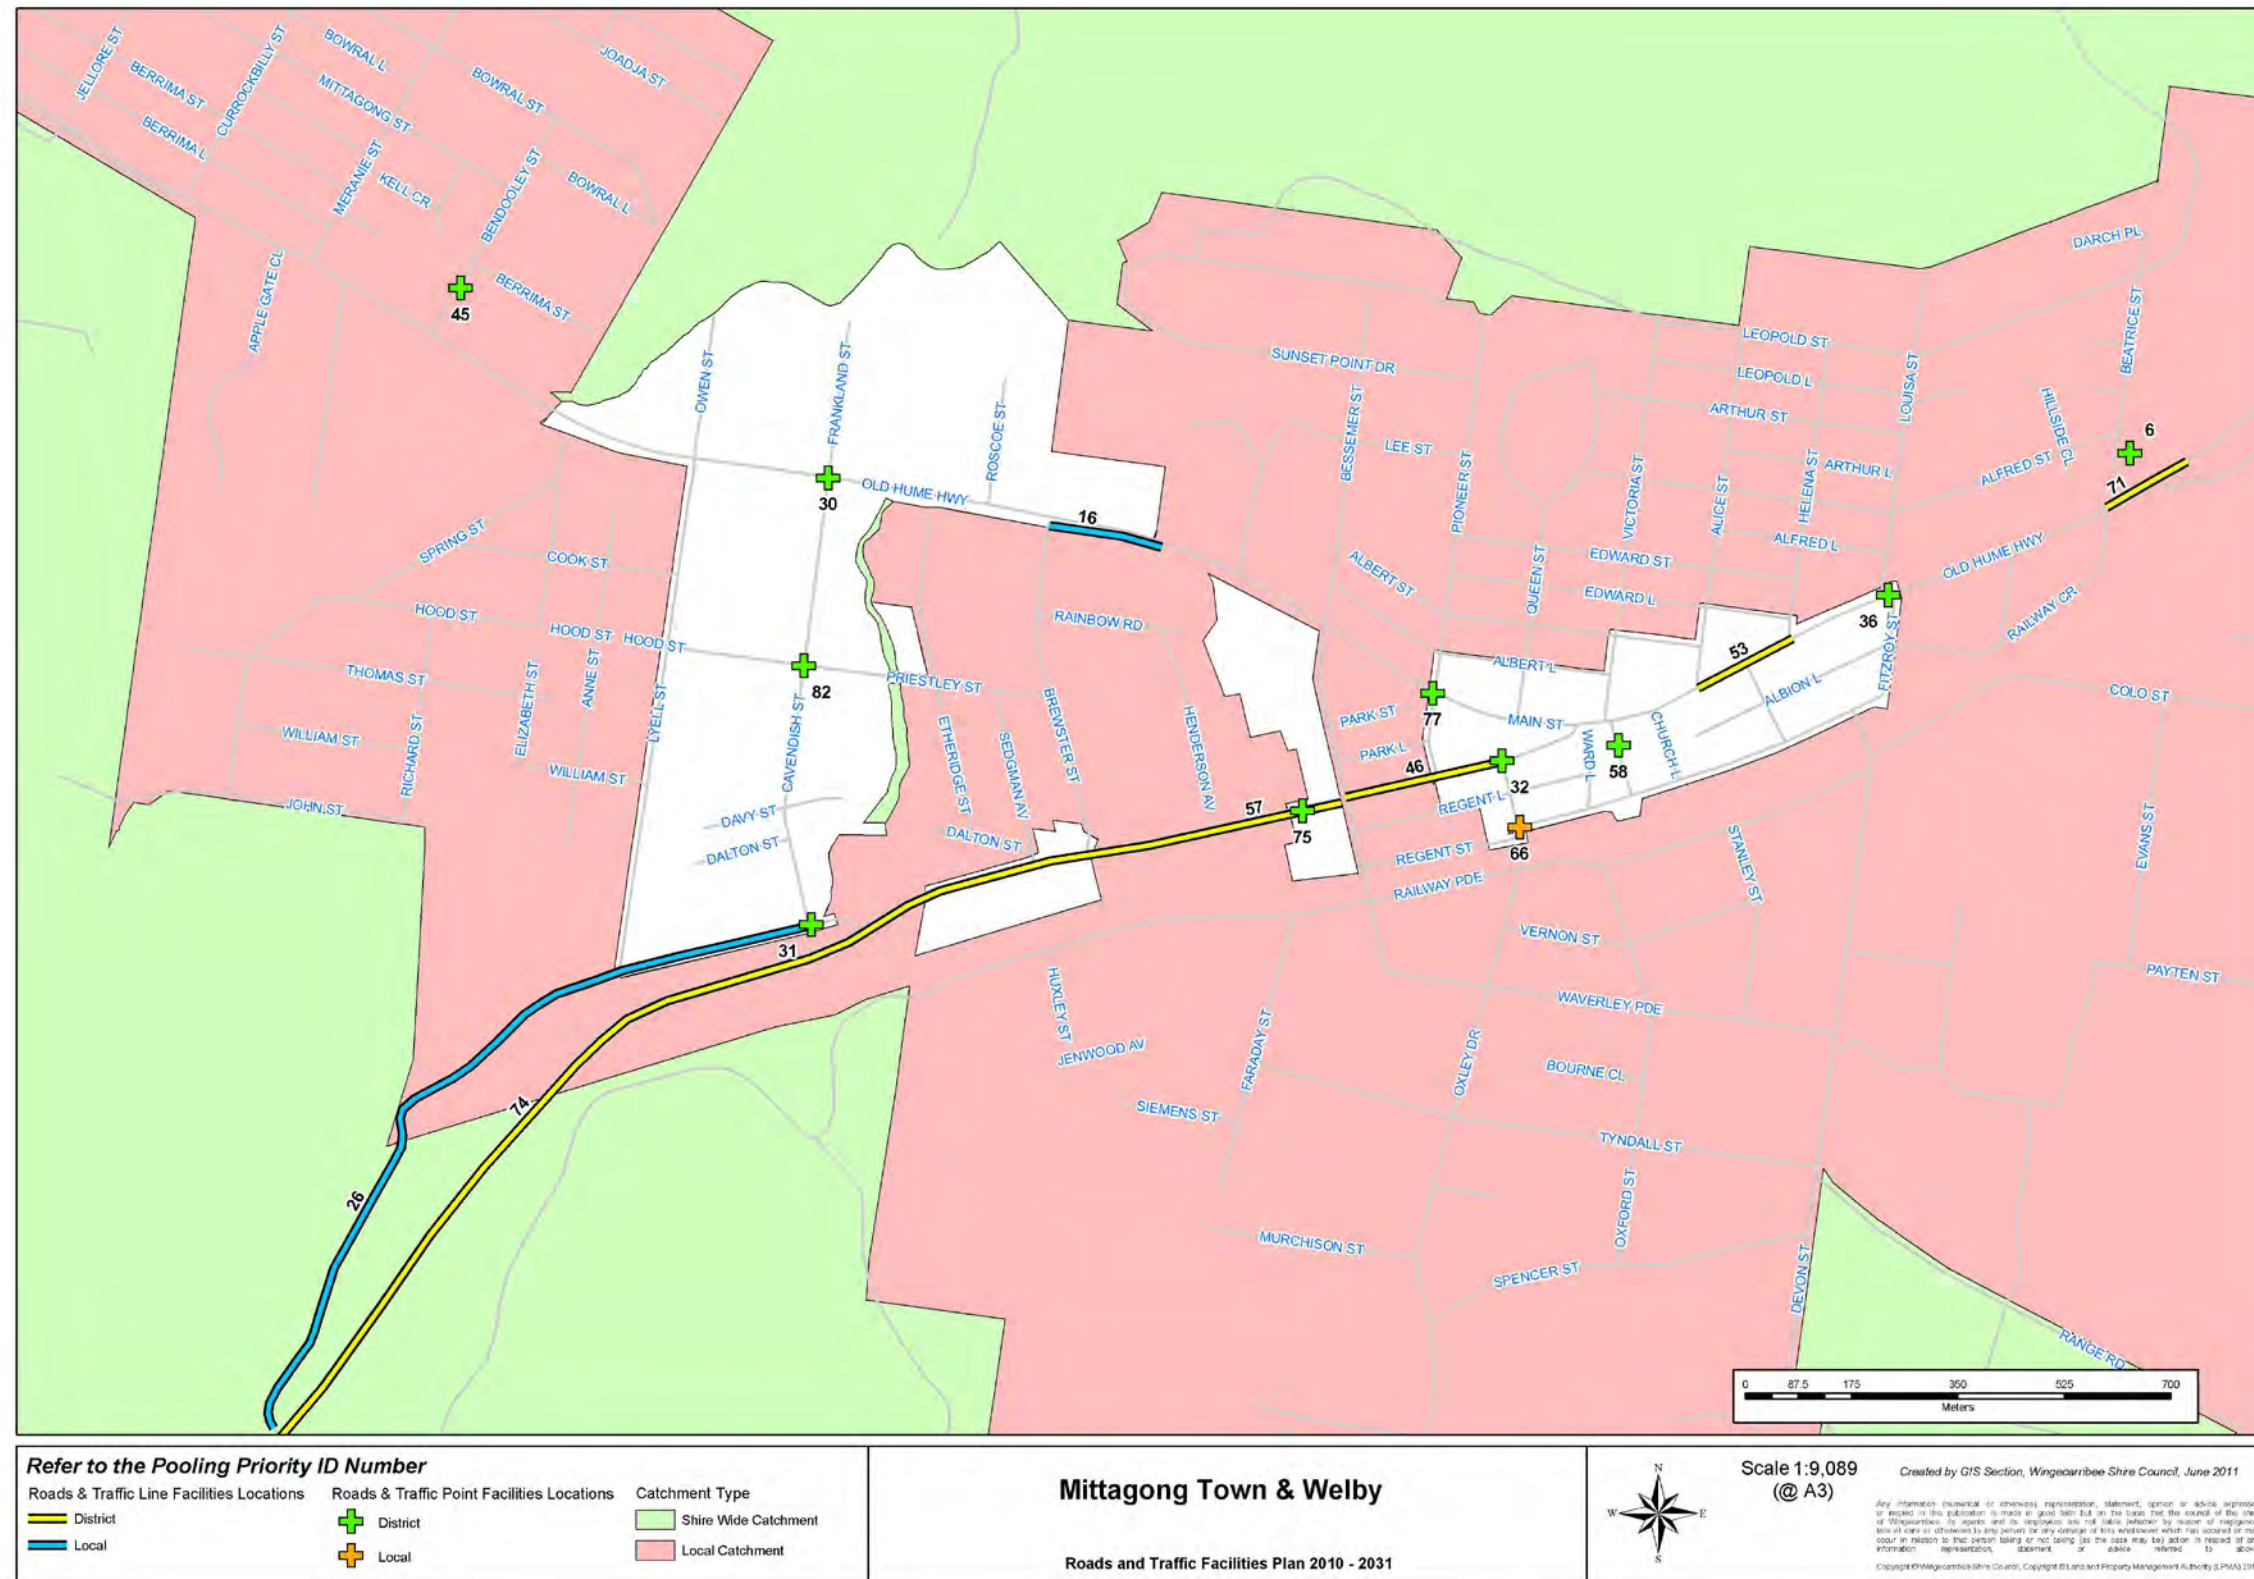 JELLORE ST
BERRIMA ST
BERRIMA L
CURROCKBILLY ST
BOWRAL L
MITTAGONG ST
MERANIE ST
KELL CR
BOWRAL ST
JOADJA ST
BENDOOLEY ST
BOWRAL L
BERRIMA ST
45
APPLE GATE CL
OWEN ST
FRANKLAND ST
ROSCOE ST
OLD HUME HWY
30
16
SPRING ST
COOK ST
HOOD ST
HOOD ST
HOOD ST
THOMAS ST
ELIZABETH ST
ANNE ST
LYELL ST
WILLIAM ST
RICHARD ST
WILLIAM ST
JOHN ST
82
CAVENDISH ST
PRIESTLEY ST
DAVY ST
DALTON ST
ETHERIDGE ST
SEDGMAN AV
BREWSTER ST
RAINBOW RD
HENDERSON AV
DALTON ST
31
74
26
57
75
46
32
66
77
58
53
36
6
71
SUNSET POINT DR
BESSEMER ST
LEE ST
PIONEER ST
ALBERT ST
QUEEN ST
VICTORIA ST
ALICE ST
HELENA ST
LOUISA ST
LEOPOLD ST
LEOPOLD L
ARTHUR ST
ARTHUR L
ALFRED L
EDWARD ST
EDWARD L
ALBERT L
ALFRED ST
HILLSIDE CL
BEATRICE ST
DARCH PL
OLD HUME HWY
RAILWAY CR
FITZROY ST
COLO ST
EVANS ST
PAYTEN ST
PARK ST
PARK L
MAIN ST
WARD L
CHURCH L
ALBION L
REGENT L
REGENT ST
RAILWAY PDE
STANLEY ST
VERNON ST
WAVERLEY PDE
BOURNE CL
OXLEY DR
TYNDALL ST
OXFORD ST
SPENCER ST
DEVON ST
RANGE RD
HUXLEY ST
JENWOOD AV
FARADAY ST
SIEMENS ST
MURCHISON ST
0 87.5 175 350 525 700
Meters
Refer to the Pooling Priority ID Number
Roads & Traffic Line Facilities Locations
District
Local
Roads & Traffic Point Facilities Locations
District
Local
Catchment Type
Shire Wide Catchment
Local Catchment
Mittagong Town & Welby
Roads and Traffic Facilities Plan 2010 - 2031
N
W
E
S
Scale 1:9,089
(@ A3)
Created by GIS Section, Wingecarribee Shire Council, June 2011